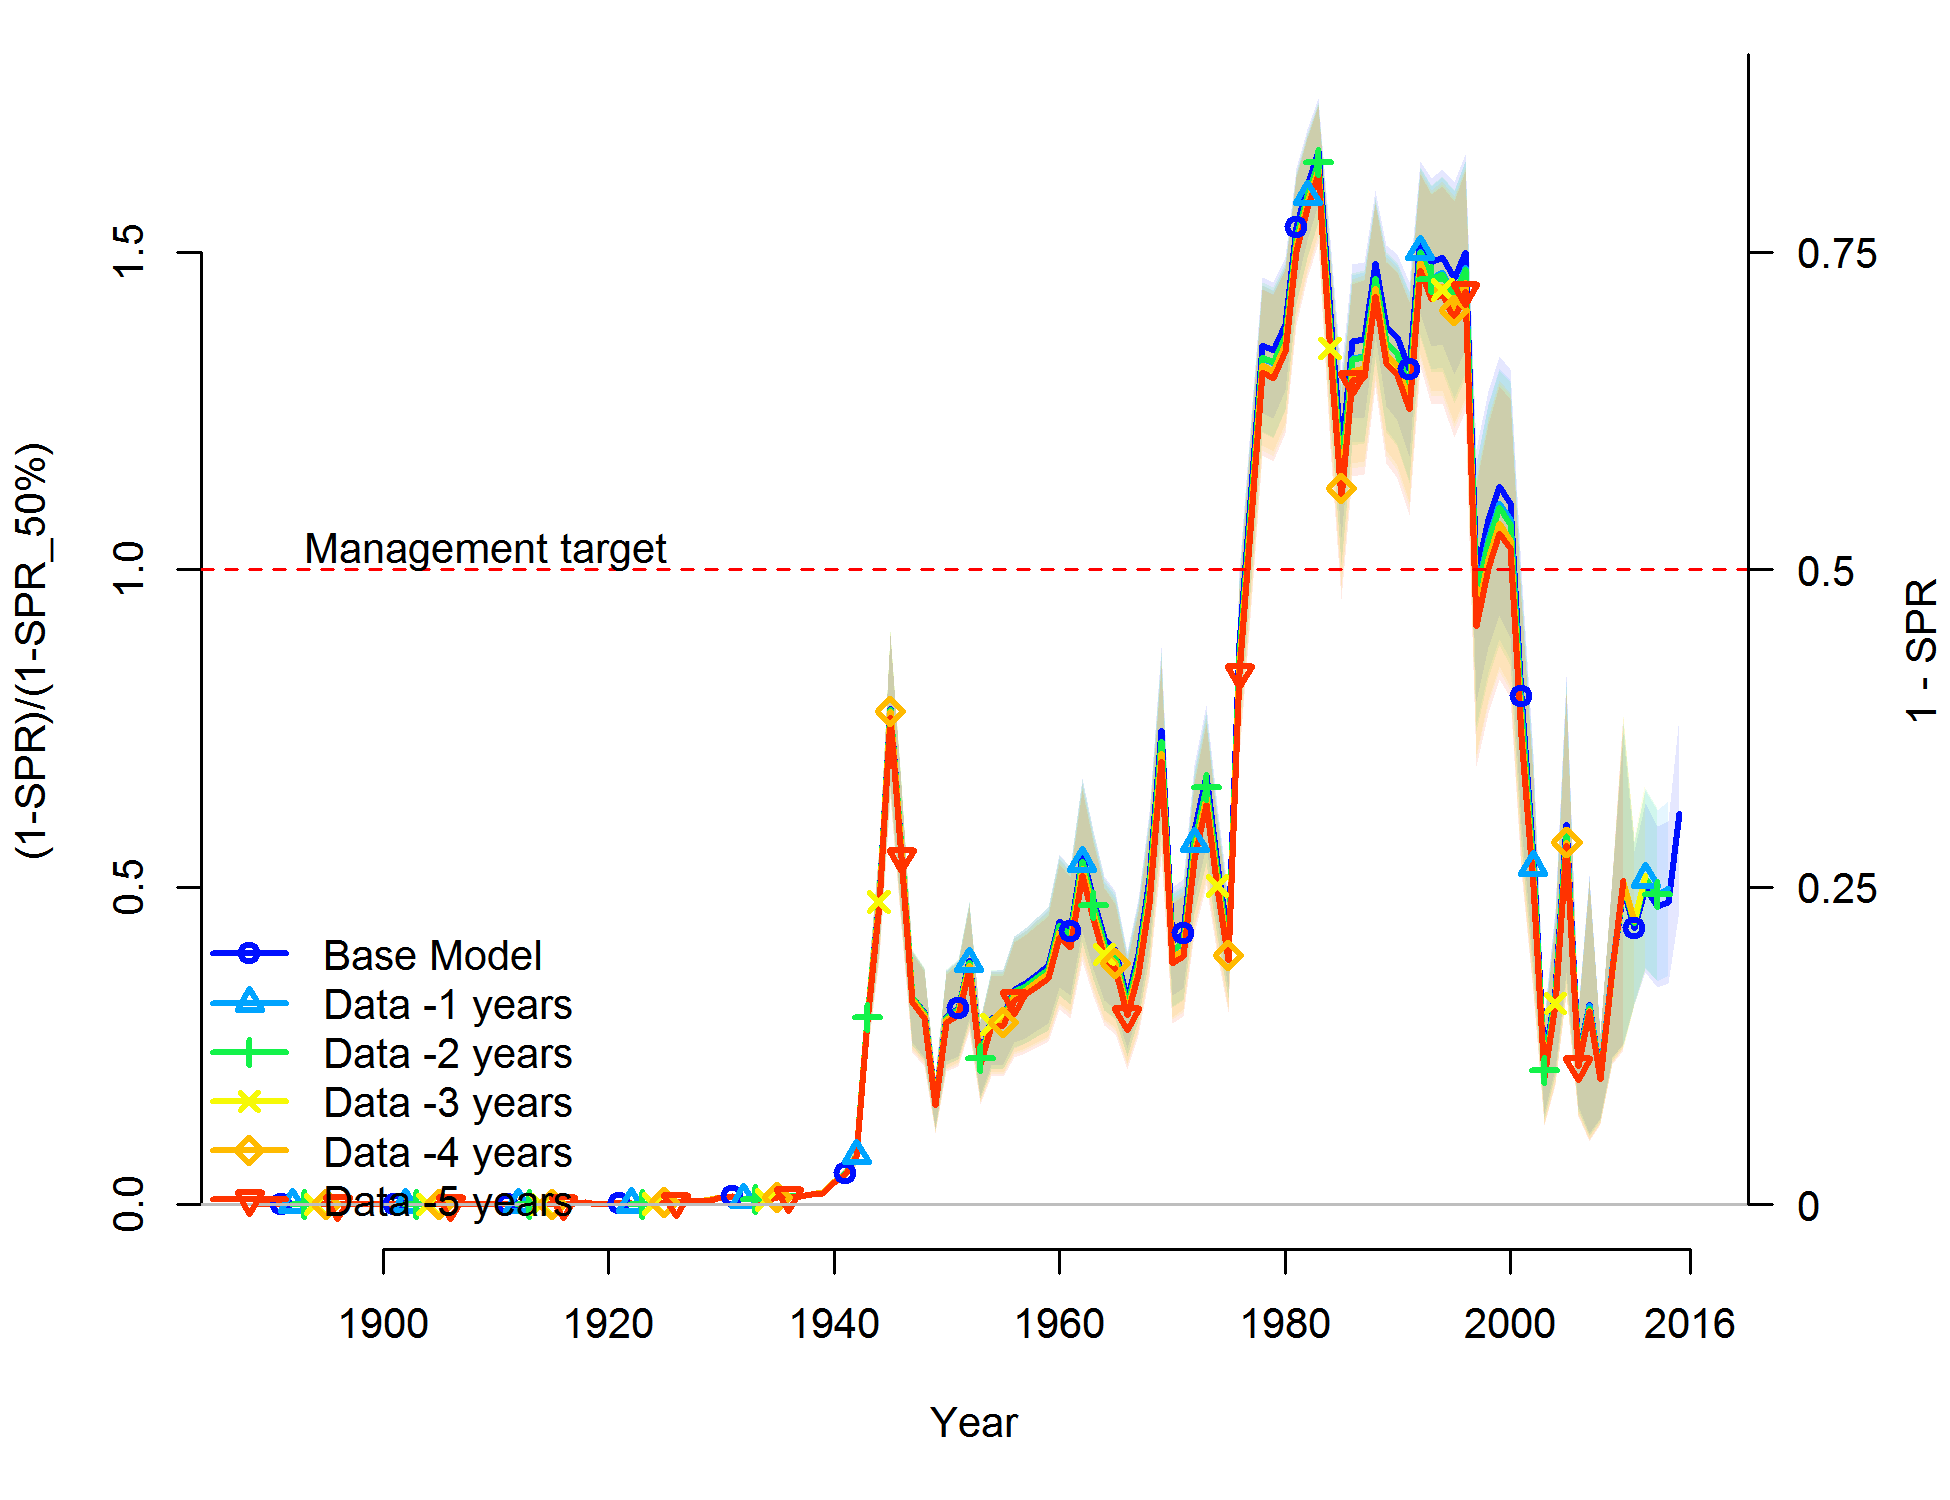 (1-SPR)/(1-SPR_50%)
0.0
0.5
1.0
1.5
Management target
Base Model
Data -1 years
Data -2 years
Data -3 years
Data -4 years
Data -5 years
1900
1920
1940
1960
1980
2000
2016
Year
0.75
0.5
0.25
0
1 - SPR